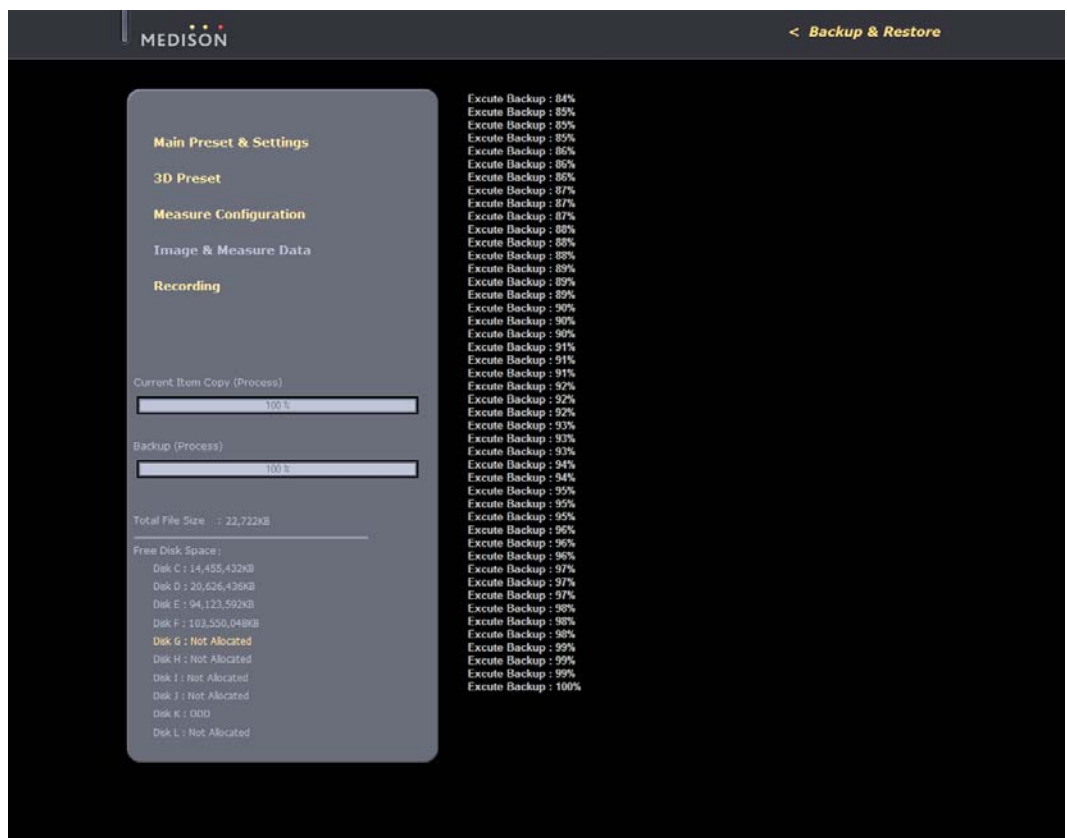 MEDISON
< Backup & Restore
Main Preset & Settings
3D Preset
Measure Configuration
Image & Measure Data
Recording
Current Item Copy (Process)
100 %
Backup (Process)
100 %
Total File Size : 22,722KB
Free Disk Space :
Disk C : 14,455,432KB
Disk D : 20,626,436KB
Disk E : 94,123,592KB
Disk F : 103,550,048KB
Disk G : Not Allocated
Disk H : Not Allocated
Disk I : Not Allocated
Disk J : Not Allocated
Disk K : ODD
Disk L : Not Allocated
Excute Backup : 84%
Excute Backup : 85%
Excute Backup : 85%
Excute Backup : 85%
Excute Backup : 86%
Excute Backup : 86%
Excute Backup : 86%
Excute Backup : 87%
Excute Backup : 87%
Excute Backup : 87%
Excute Backup : 88%
Excute Backup : 88%
Excute Backup : 88%
Excute Backup : 89%
Excute Backup : 89%
Excute Backup : 89%
Excute Backup : 90%
Excute Backup : 90%
Excute Backup : 90%
Excute Backup : 91%
Excute Backup : 91%
Excute Backup : 91%
Excute Backup : 92%
Excute Backup : 92%
Excute Backup : 92%
Excute Backup : 93%
Excute Backup : 93%
Excute Backup : 93%
Excute Backup : 94%
Excute Backup : 94%
Excute Backup : 95%
Excute Backup : 95%
Excute Backup : 95%
Excute Backup : 96%
Excute Backup : 96%
Excute Backup : 96%
Excute Backup : 97%
Excute Backup : 97%
Excute Backup : 97%
Excute Backup : 98%
Excute Backup : 98%
Excute Backup : 98%
Excute Backup : 99%
Excute Backup : 99%
Excute Backup : 99%
Excute Backup : 100%